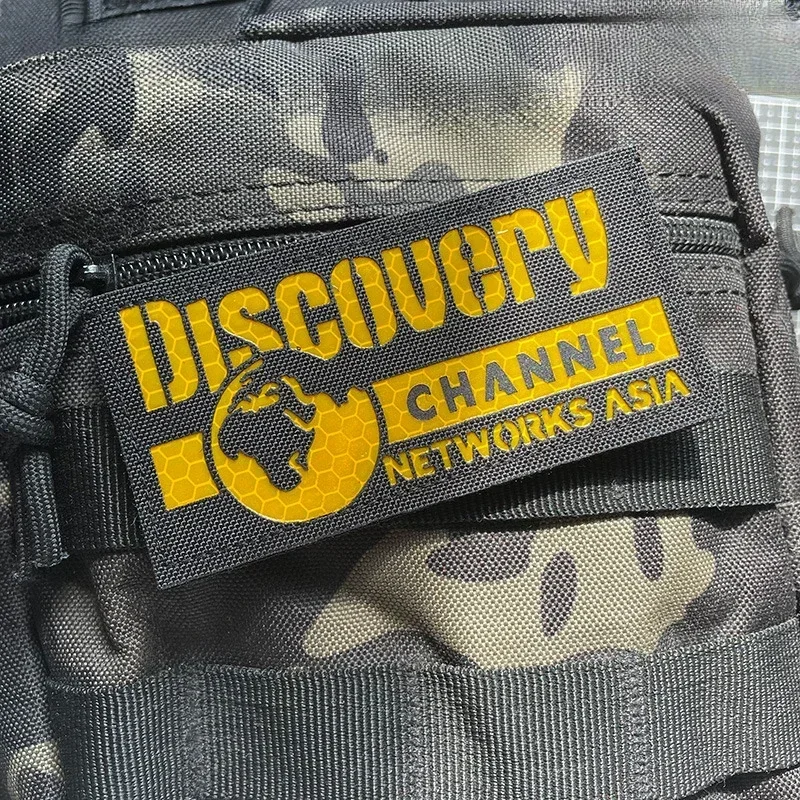 Discovery
CHANNEL
NETWORKS ASIA